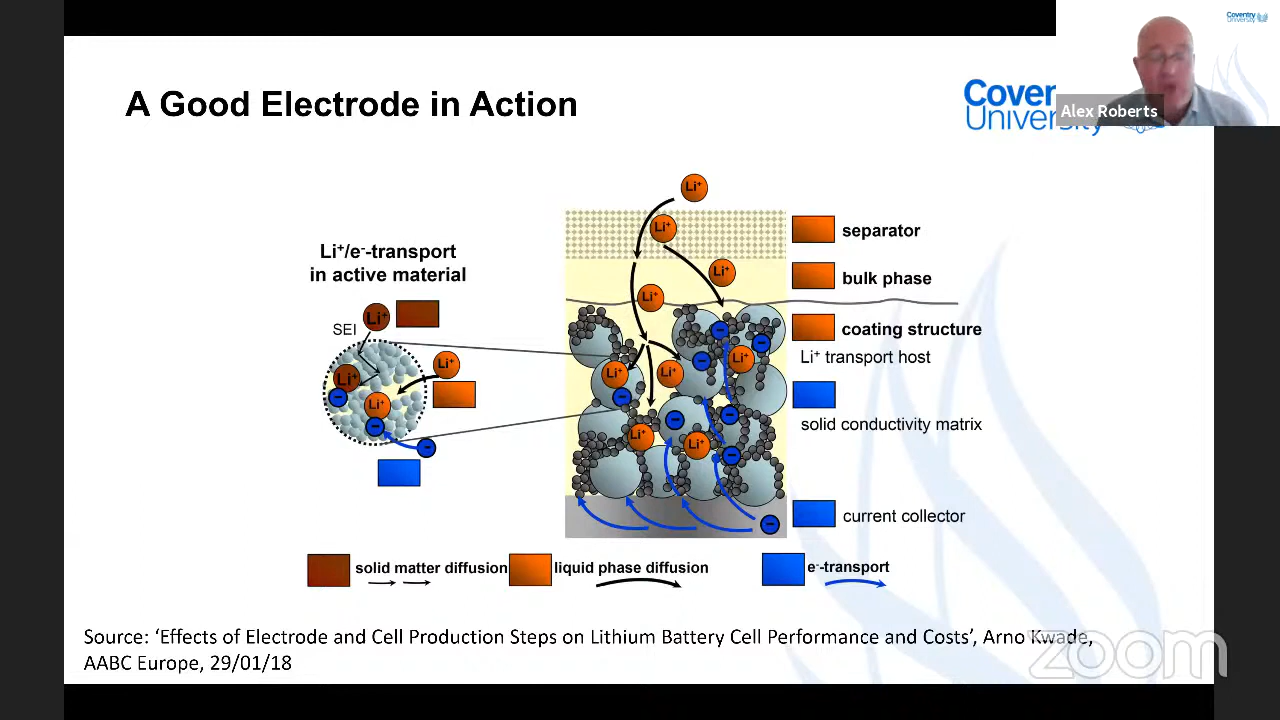 Coventry
University
A Good Electrode in Action
University
Alex Roberts
Li⁺
Li⁺
separator
Li⁺/e⁻-transport
in active material
Li⁺
bulk phase
Li⁺
Li⁺
SEI
coating structure
Li⁺ transport host
Li⁺
Li⁺
Li⁺
Li⁺
Li⁺
Li⁺
solid conductivity matrix
Li⁺
Li⁺
current collector
solid matter diffusion
liquid phase diffusion
e⁻-transport
Source: ‘Effects of Electrode and Cell Production Steps on Lithium Battery Cell Performance and Costs’, Arno Kwade,
AABC Europe, 29/01/18
zoom